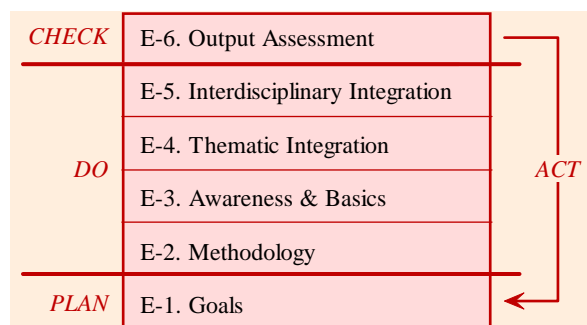 CHECK
E-6. Output Assessment
E-5. Interdisciplinary Integration
E-4. Thematic Integration
DO
ACT
E-3. Awareness & Basics
E-2. Methodology
PLAN
E-1. Goals